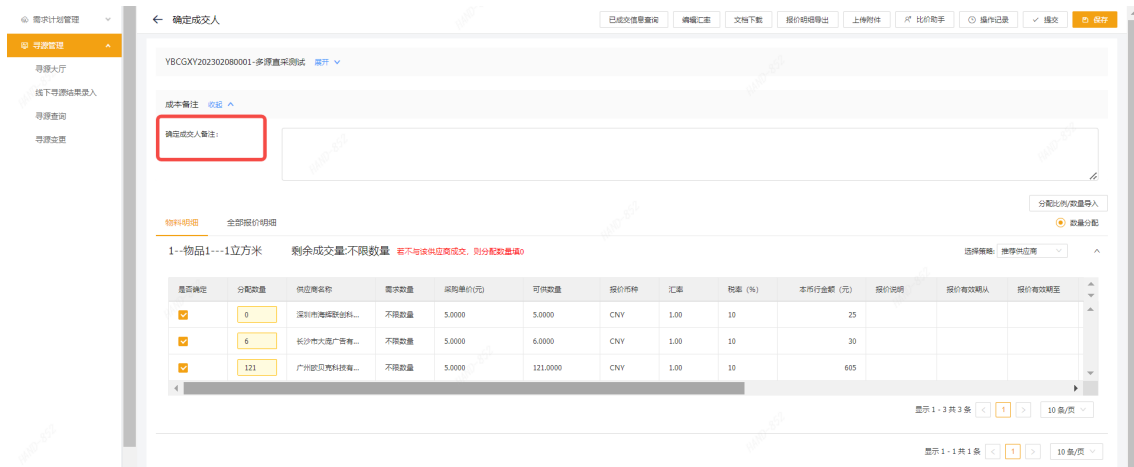 需求计划管理
寻源管理
寻源大厅
线下寻源结果录入
寻源查询
寻源变更
← 确定成交人 已成交信息查询 编辑汇率 文档下载 报价明细导出 上传附件 比价助手 操作记录 提交 保存
YBCGXY202302080001-多源直采测试 展开
成本备注 收起
确定成交人备注:
分配比例/数量导入
物料明细 全部报价明细 数量分配
1--物品1---1立方米 剩余成交量:不限数量 若不与该供应商成交，则分配数量填0 选择策略: 推荐供应商
是否确定 分配数量 供应商名称 需求数量 采购单价(元) 可供数量 报价币种 汇率 税率（%） 本币行金额（元） 报价说明 报价有效期从 报价有效期至
0 深圳市海辉联创科... 不限数量 5.0000 5.0000 CNY 1.00 10 25
6 长沙市大庞广告有... 不限数量 5.0000 6.0000 CNY 1.00 10 30
121 广州欧贝克科技有... 不限数量 5.0000 121.0000 CNY 1.00 10 605
显示 1 - 3 共 3 条 < 1 > 10 条/页
显示 1 - 1 共 1 条 < 1 > 10 条/页